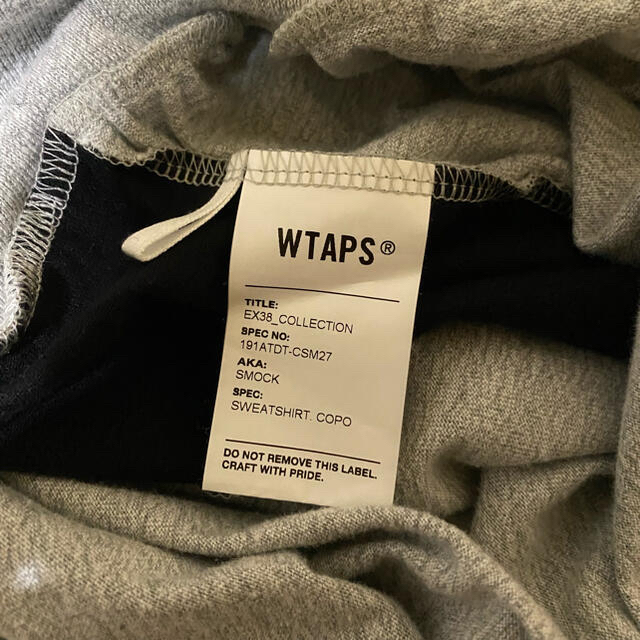 WTAPS®
TITLE:
EX38_COLLECTION
SPEC NO:
191ATDT-CSM27
AKA:
SMOCK
SPEC:
SWEATSHIRT. COPO
DO NOT REMOVE THIS LABEL.
CRAFT WITH PRIDE.